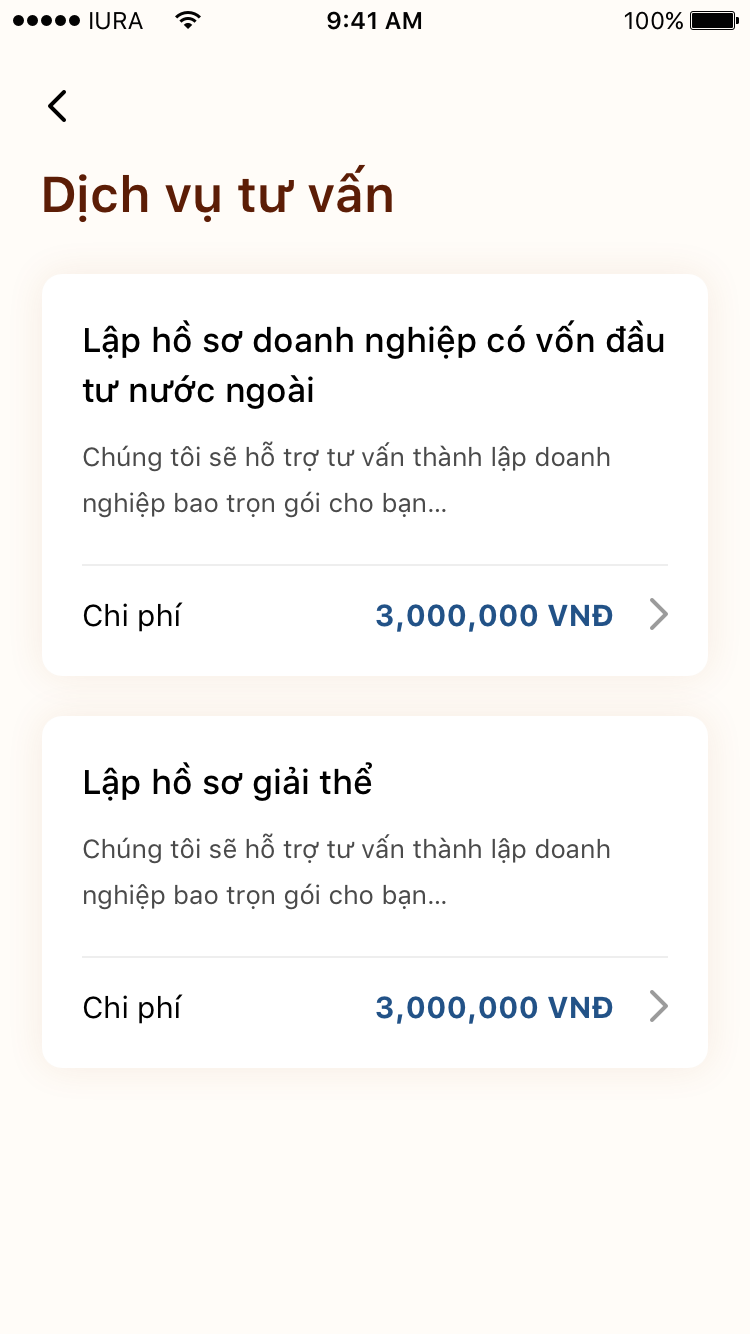 IURA 9:41 AM 100%
Dịch vụ tư vấn
Lập hồ sơ doanh nghiệp có vốn đầu
tư nước ngoài
Chúng tôi sẽ hỗ trợ tư vấn thành lập doanh
nghiệp bao trọn gói cho bạn...
Chi phí 3,000,000 VNĐ
Lập hồ sơ giải thể
Chúng tôi sẽ hỗ trợ tư vấn thành lập doanh
nghiệp bao trọn gói cho bạn...
Chi phí 3,000,000 VNĐ